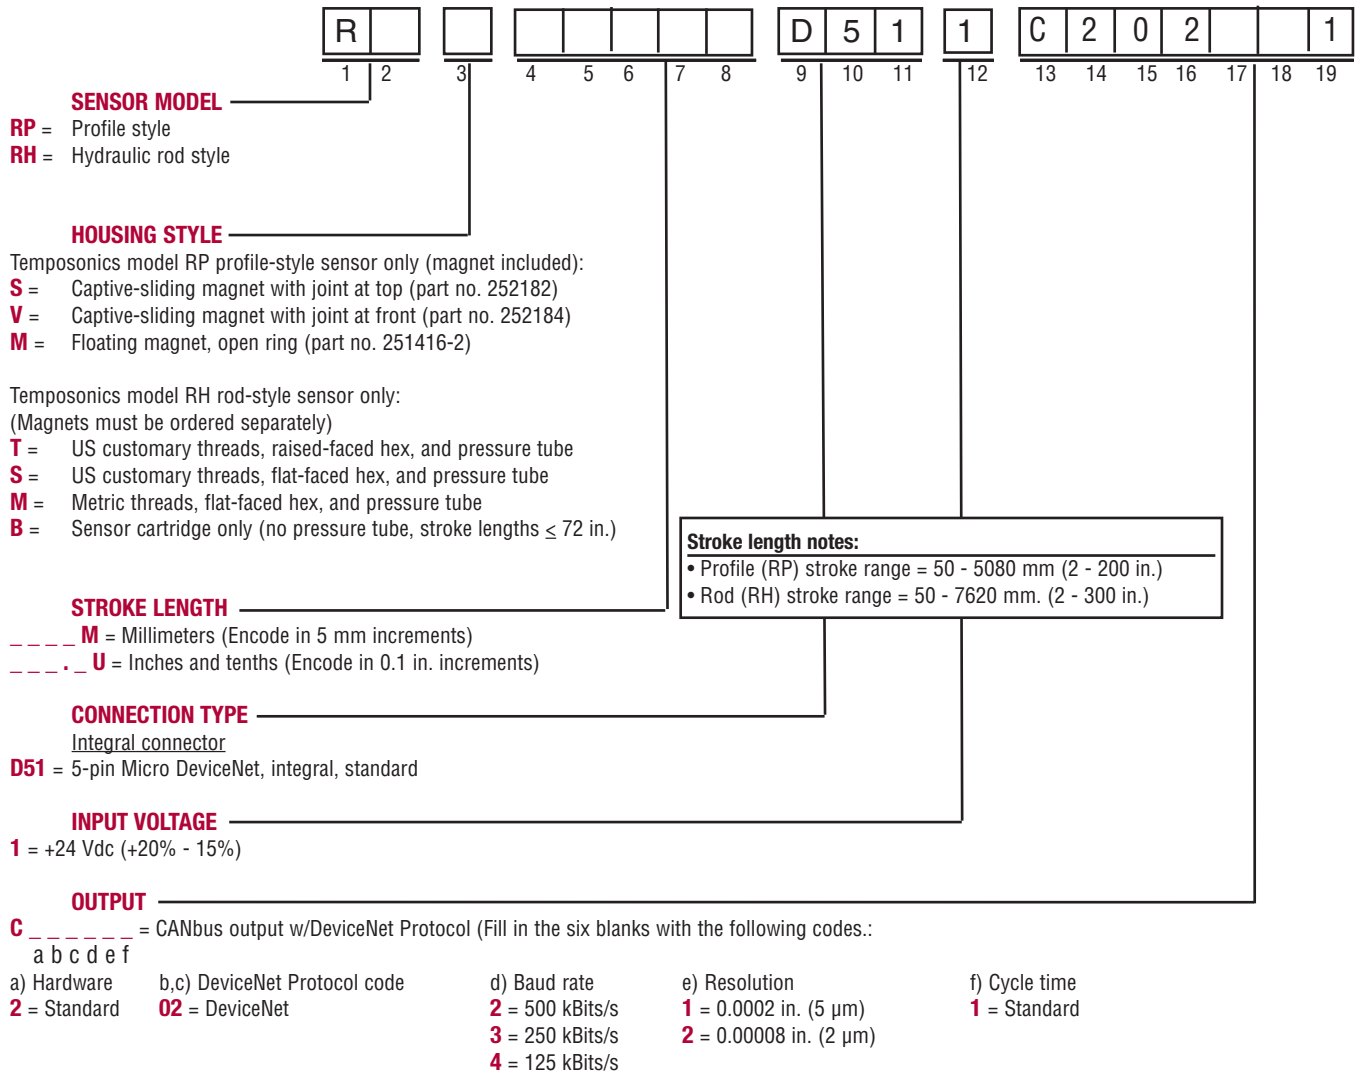 R D 5 1 1 C 2 0 2 1
1 2 3 4 5 6 7 8 9 10 11 12 13 14 15 16 17 18 19
SENSOR MODEL
RP = Profile style
RH = Hydraulic rod style
HOUSING STYLE
Temposonics model RP profile-style sensor only (magnet included):
S = Captive-sliding magnet with joint at top (part no. 252182)
V = Captive-sliding magnet with joint at front (part no. 252184)
M = Floating magnet, open ring (part no. 251416-2)
Temposonics model RH rod-style sensor only:
(Magnets must be ordered separately)
T = US customary threads, raised-faced hex, and pressure tube
S = US customary threads, flat-faced hex, and pressure tube
M = Metric threads, flat-faced hex, and pressure tube
B = Sensor cartridge only (no pressure tube, stroke lengths ≤ 72 in.)
Stroke length notes:
• Profile (RP) stroke range = 50 - 5080 mm (2 - 200 in.)
• Rod (RH) stroke range = 50 - 7620 mm. (2 - 300 in.)
STROKE LENGTH
_ _ _ _ M = Millimeters (Encode in 5 mm increments)
_ _ _ . _ U = Inches and tenths (Encode in 0.1 in. increments)
CONNECTION TYPE
Integral connector
D51 = 5-pin Micro DeviceNet, integral, standard
INPUT VOLTAGE
1 = +24 Vdc (+20% - 15%)
OUTPUT
C _ _ _ _ _ _ = CANbus output w/DeviceNet Protocol (Fill in the six blanks with the following codes.:
a b c d e f
a) Hardware b,c) DeviceNet Protocol code d) Baud rate e) Resolution f) Cycle time
2 = Standard 02 = DeviceNet 2 = 500 kBits/s 1 = 0.0002 in. (5 µm) 1 = Standard
3 = 250 kBits/s 2 = 0.00008 in. (2 µm)
4 = 125 kBits/s